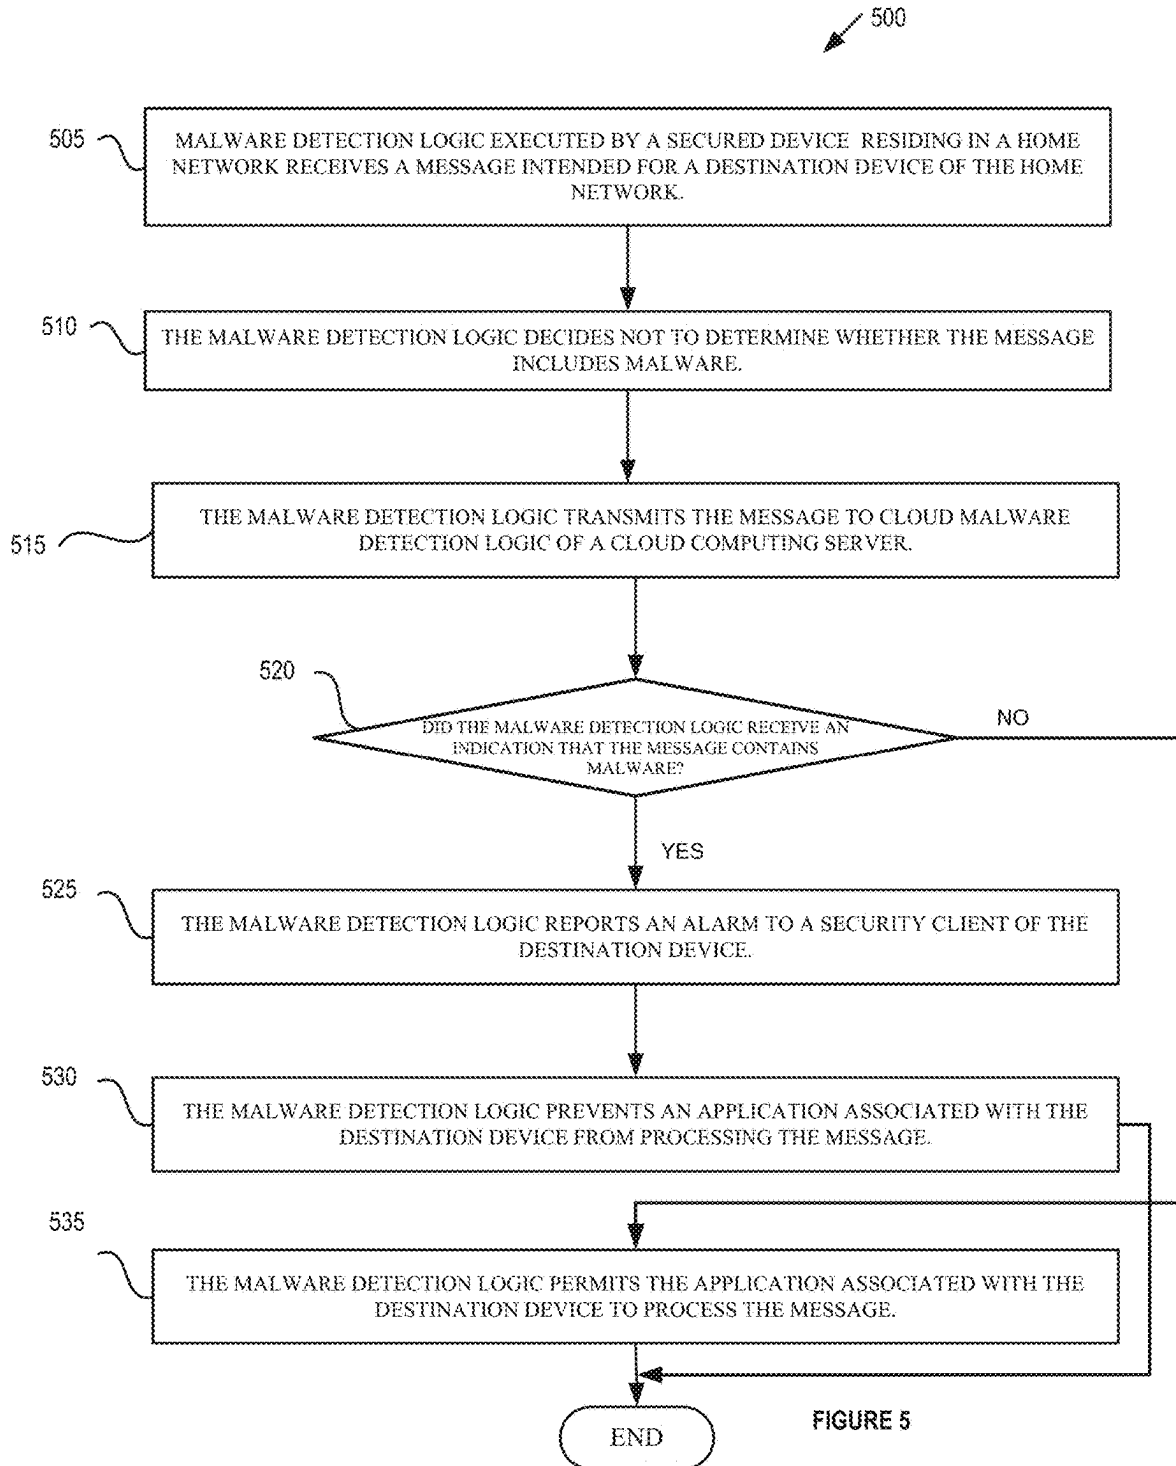 500
505
MALWARE DETECTION LOGIC EXECUTED BY A SECURED DEVICE RESIDING IN A HOME
NETWORK RECEIVES A MESSAGE INTENDED FOR A DESTINATION DEVICE OF THE HOME
NETWORK.
510
THE MALWARE DETECTION LOGIC DECIDES NOT TO DETERMINE WHETHER THE MESSAGE
INCLUDES MALWARE.
515
THE MALWARE DETECTION LOGIC TRANSMITS THE MESSAGE TO CLOUD MALWARE
DETECTION LOGIC OF A CLOUD COMPUTING SERVER.
520
DID THE MALWARE DETECTION LOGIC RECEIVE AN
INDICATION THAT THE MESSAGE CONTAINS
MALWARE?
NO
YES
525
THE MALWARE DETECTION LOGIC REPORTS AN ALARM TO A SECURITY CLIENT OF THE
DESTINATION DEVICE.
530
THE MALWARE DETECTION LOGIC PREVENTS AN APPLICATION ASSOCIATED WITH THE
DESTINATION DEVICE FROM PROCESSING THE MESSAGE.
535
THE MALWARE DETECTION LOGIC PERMITS THE APPLICATION ASSOCIATED WITH THE
DESTINATION DEVICE TO PROCESS THE MESSAGE.
END
FIGURE 5